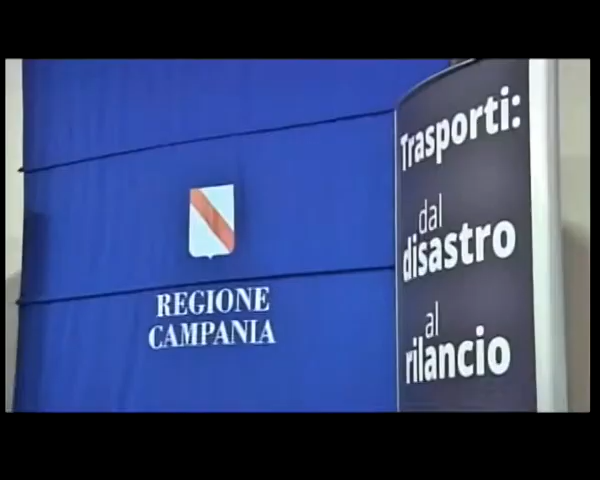 REGIONE
CAMPANIA
Trasporti:
dal
disastro
al
rilancio